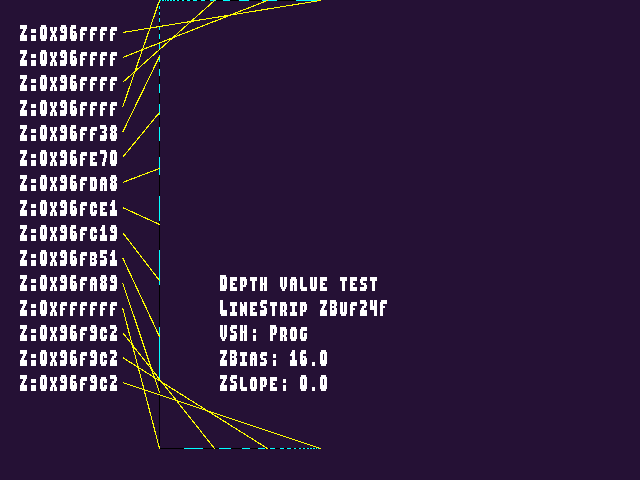 Z:0x96ffff
Z:0x96ffff
Z:0x96ffff
Z:0x96ffff
Z:0x96ff38
Z:0x96fe70
Z:0x96fda8
Z:0x96fce1
Z:0x96fc19
Z:0x96fb51
Z:0x96fa89
Z:0xffffff
Z:0x96f9c2
Z:0x96f9c2
Z:0x96f9c2
Depth value test
LineStrip ZBuf24f
VSH: Prog
ZBias: 16.0
ZSlope: 0.0